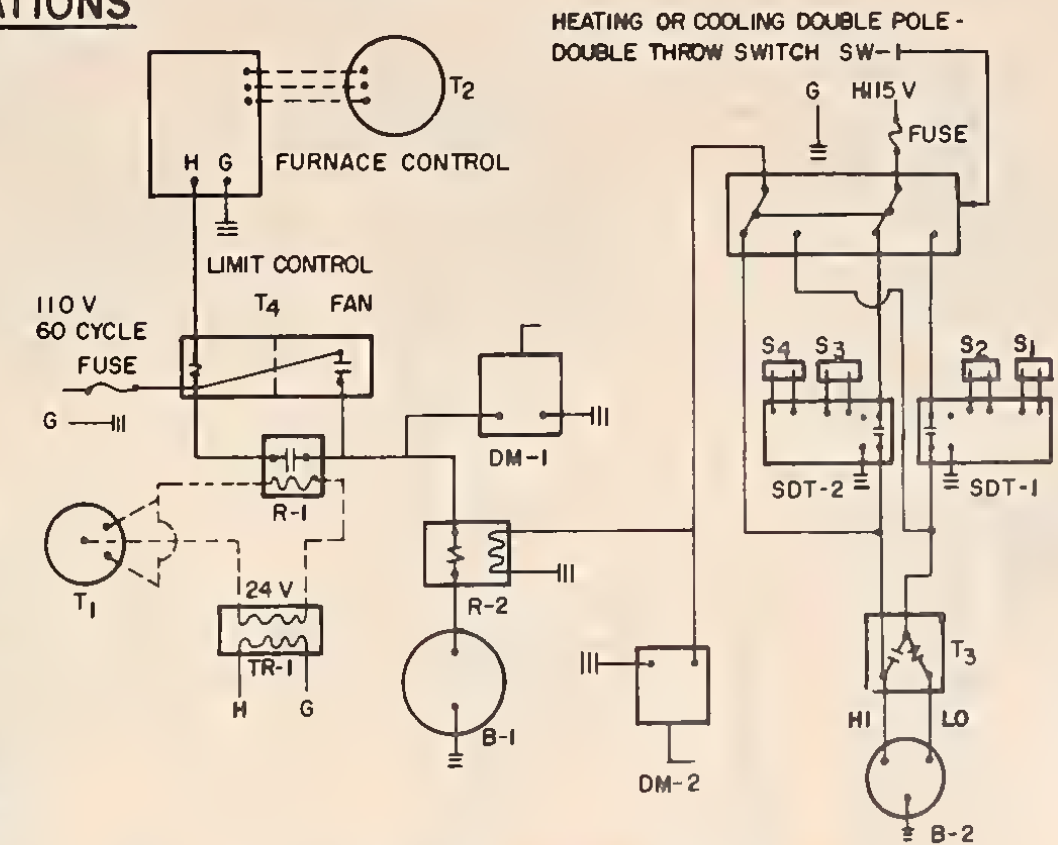 ATIONS
HEATING OR COOLING DOUBLE POLE-
DOUBLE THROW SWITCH SW-1
T2
G H115 V
FUSE
H G
FURNACE CONTROL
LIMIT CONTROL
T4 FAN
110 V
60 CYCLE
FUSE
G
DM-1
S4 S3 S2 S1
SDT-2 SDT-1
R-1
T1
24 V
R-2
TR-1
H G
B-1
T3
HI LO
DM-2
B-2